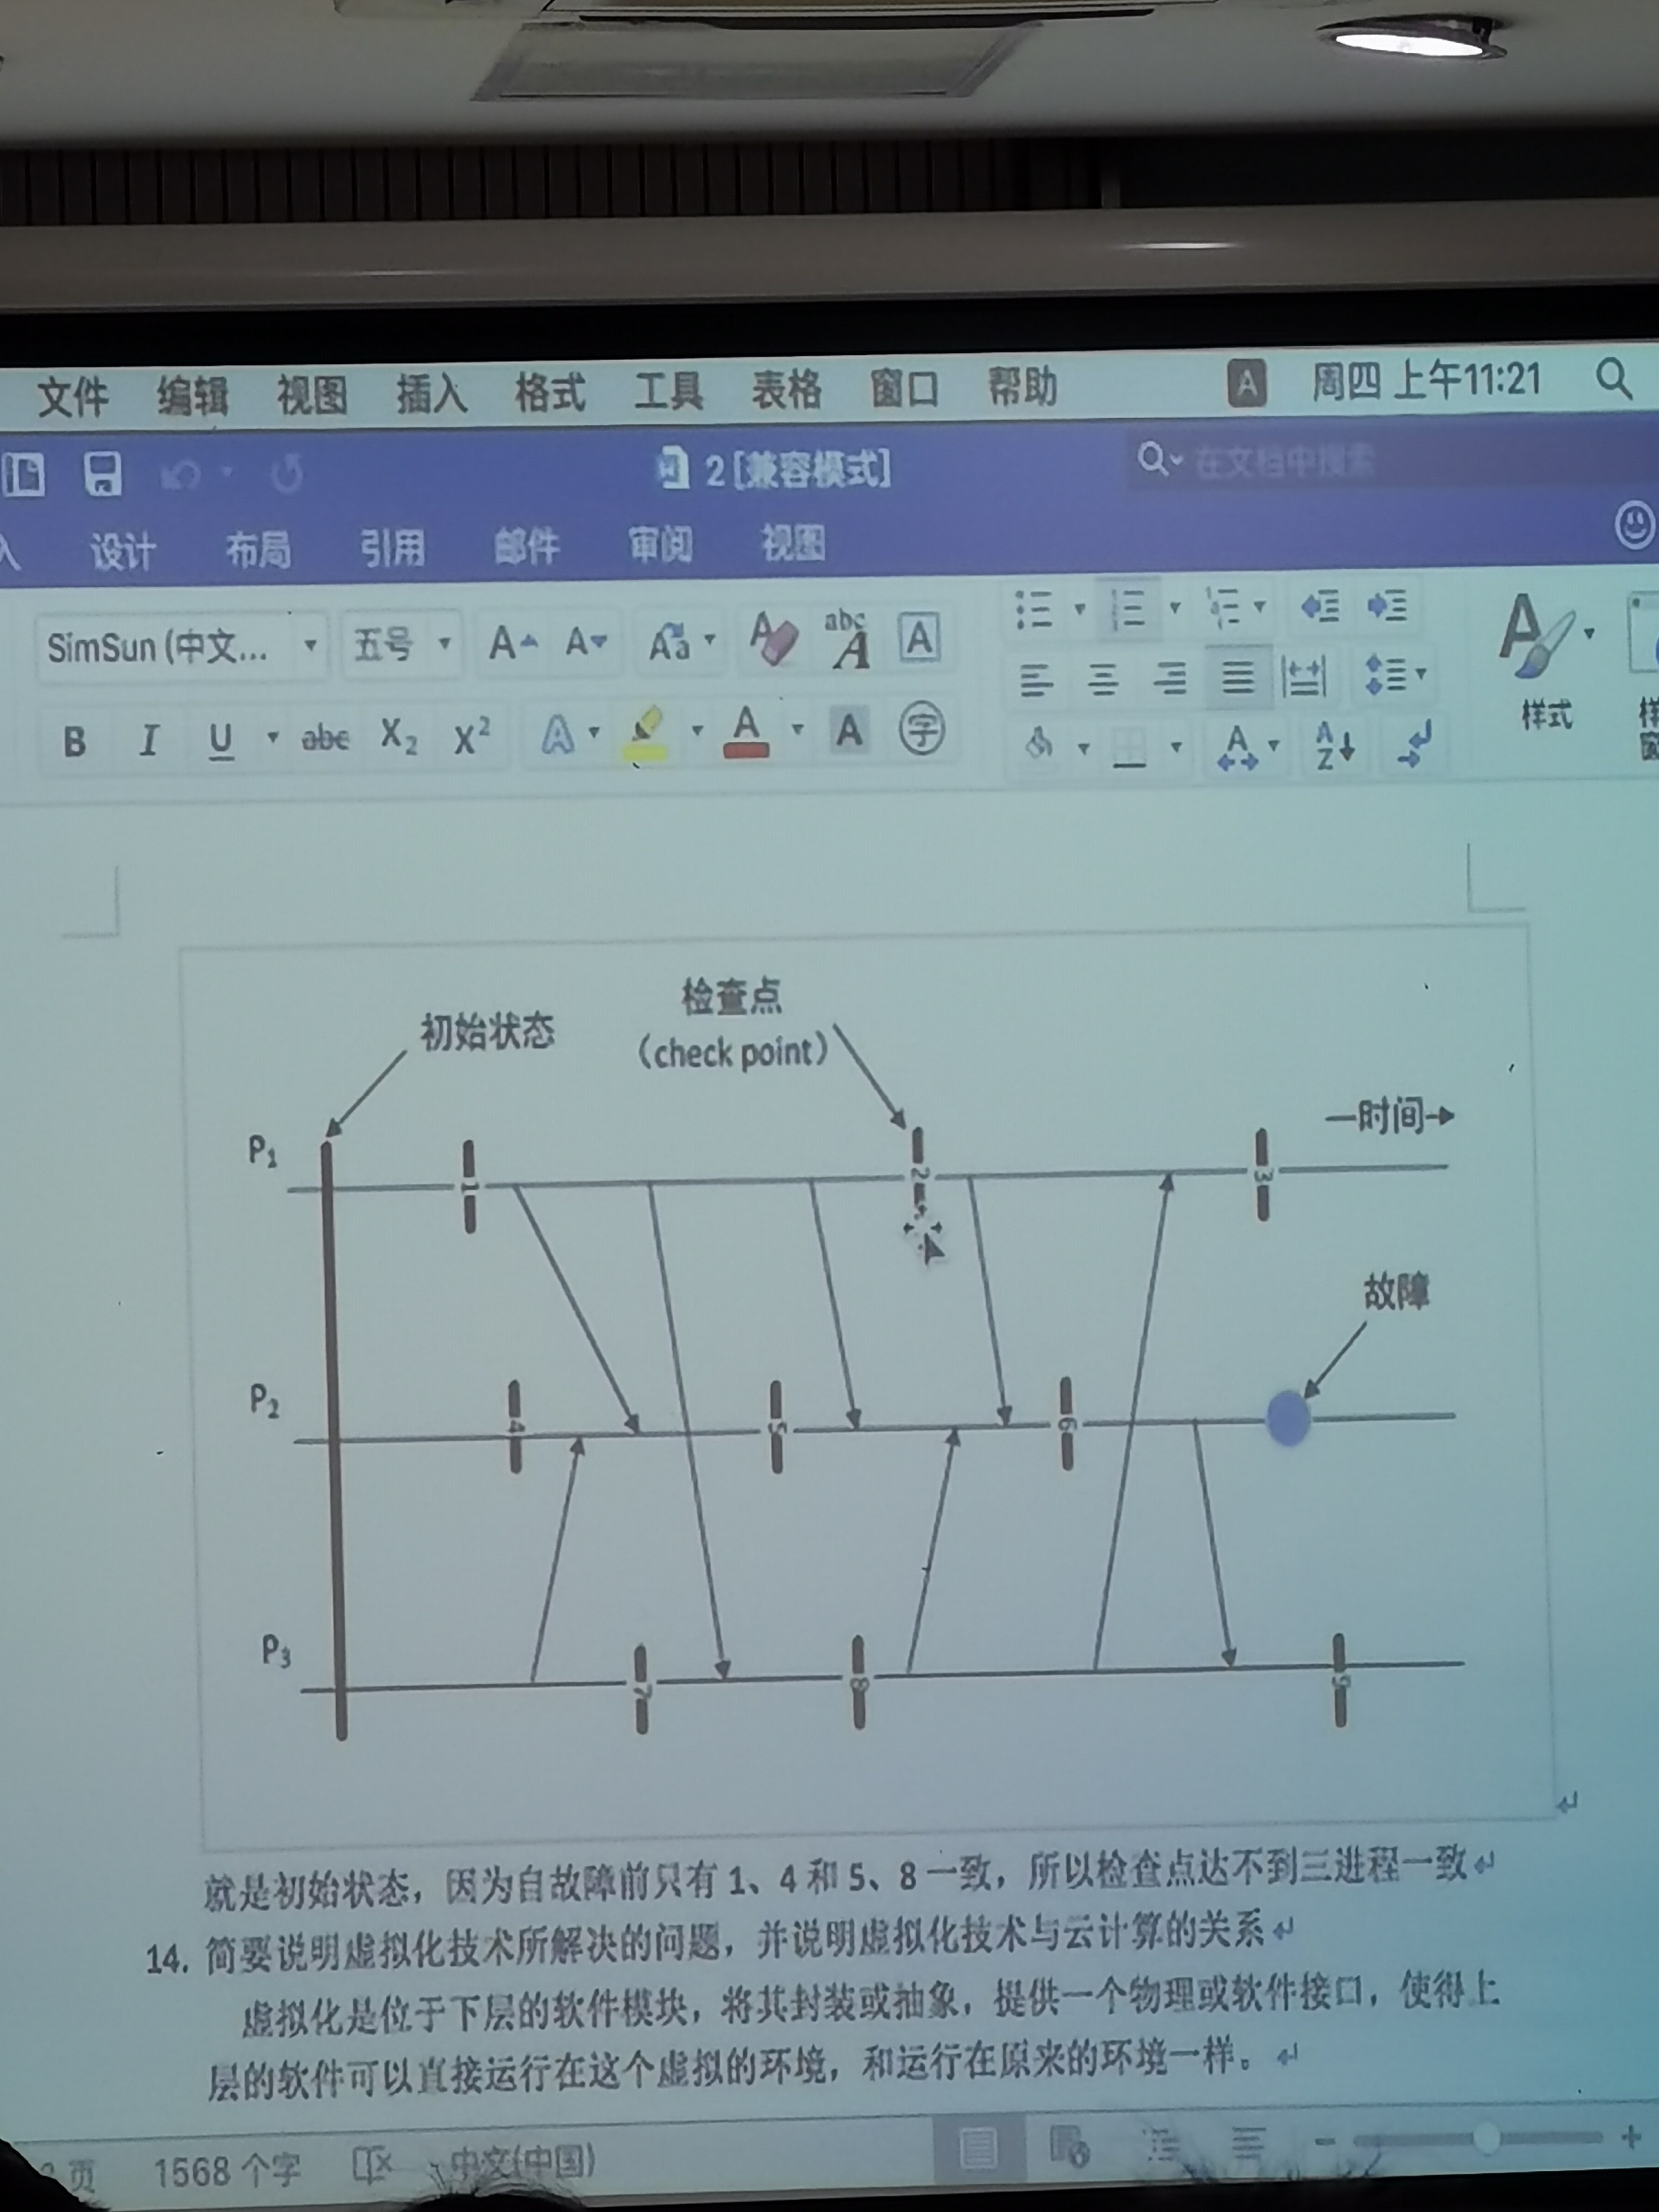 文件 编辑 视图 插入 格式 工具 表格 窗口 帮助 A 周四 上午11:21
2 [兼容模式] 在文档中搜索
入 设计 布局 引用 邮件 审阅 视图
SimSun (中文... 五号 A A Aa A abc A A
B I U abc X₂ X² A A A 字 A A Z
样式
初始状态
检查点
(check point)
时间
P₁
1 2 3
故障
P₂
4 5 6
P₃
7 8 9
就是初始状态，因为自故障前只有 1、4 和 5、8 一致，所以检查点达不到三进程一致
14. 简要说明虚拟化技术所解决的问题，并说明虚拟化技术与云计算的关系
虚拟化是位于下层的软件模块，将其封装或抽象，提供一个物理或软件接口，使得上
层的软件可以直接运行在这个虚拟的环境，和运行在原来的环境一样。
页 1568 个字 中文(中国)